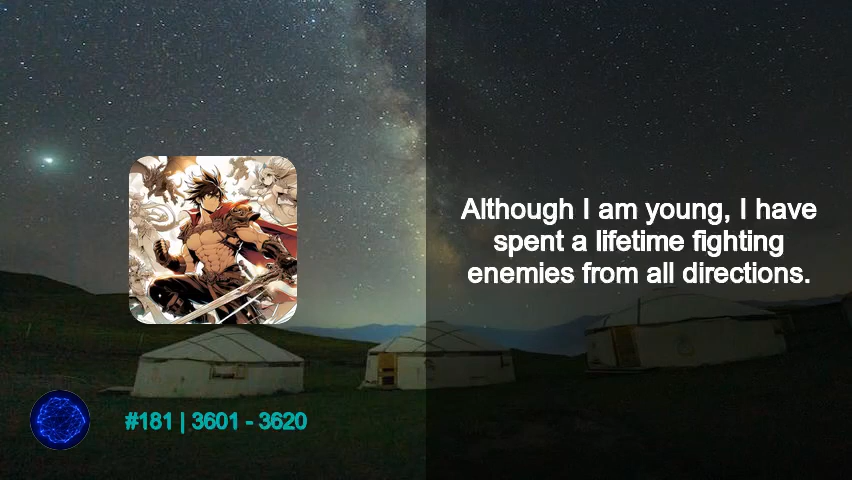 Although I am young, I have
spent a lifetime fighting
enemies from all directions.
#181 | 3601 - 3620